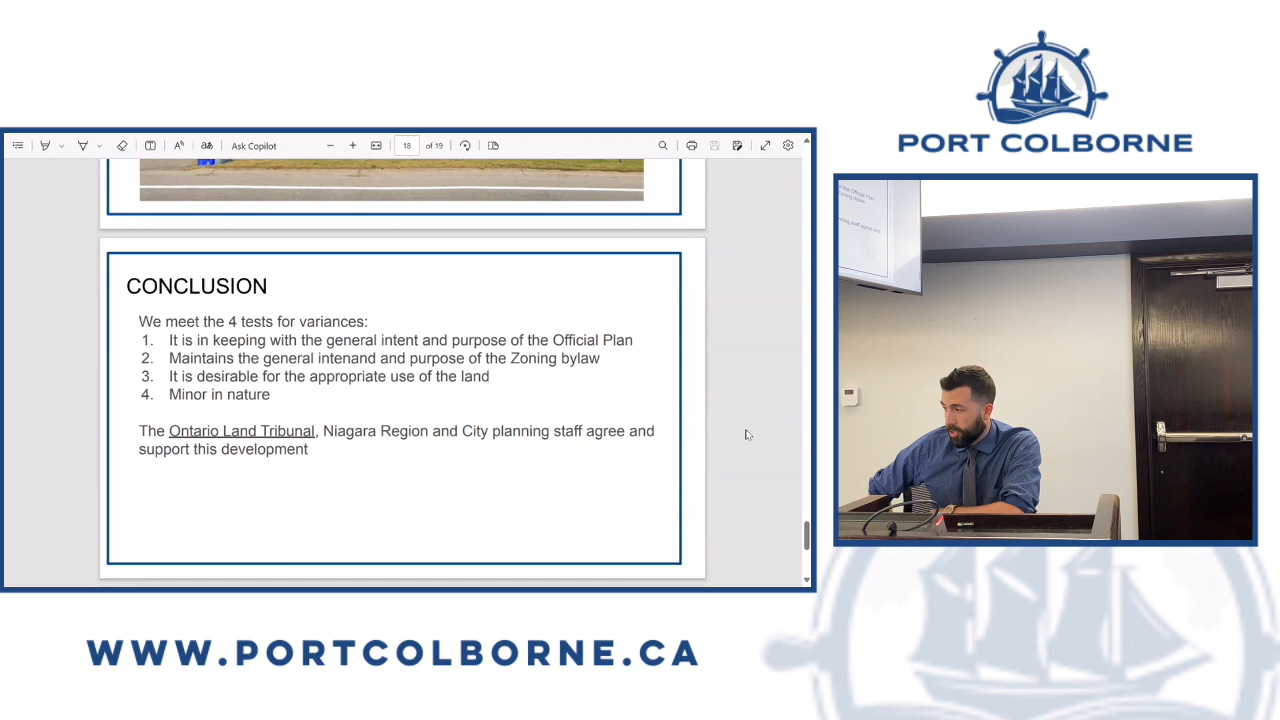 PORT COLBORNE
Ask Copilot
18 of 19
CONCLUSION
We meet the 4 tests for variances:
1. It is in keeping with the general intent and purpose of the Official Plan
2. Maintains the general intenand and purpose of the Zoning bylaw
3. It is desirable for the appropriate use of the land
4. Minor in nature
The Ontario Land Tribunal, Niagara Region and City planning staff agree and
support this development
WWW.PORTCOLBORNE.CA